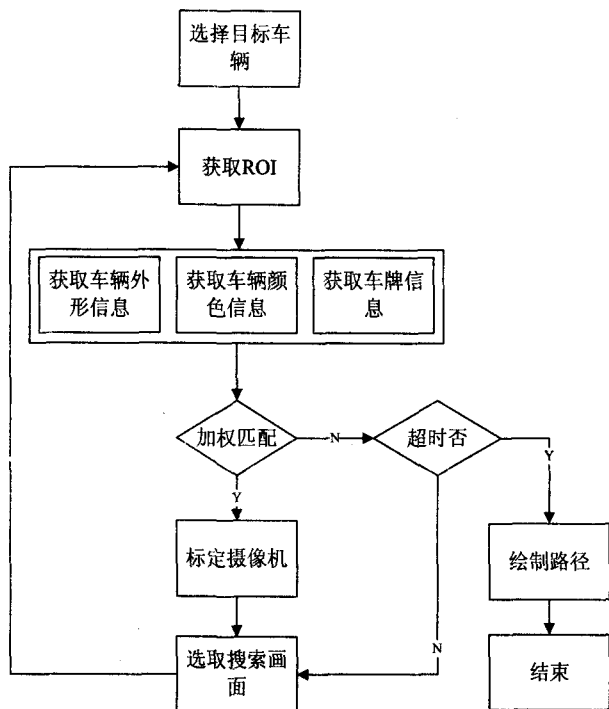 选择目标车
辆
获取ROI
获取车辆外
形信息
获取车辆颜
色信息
获取车牌信
息
加权匹配
N
超时否
Y
Y
标定摄像机
绘制路径
N
选取搜索画
面
结束